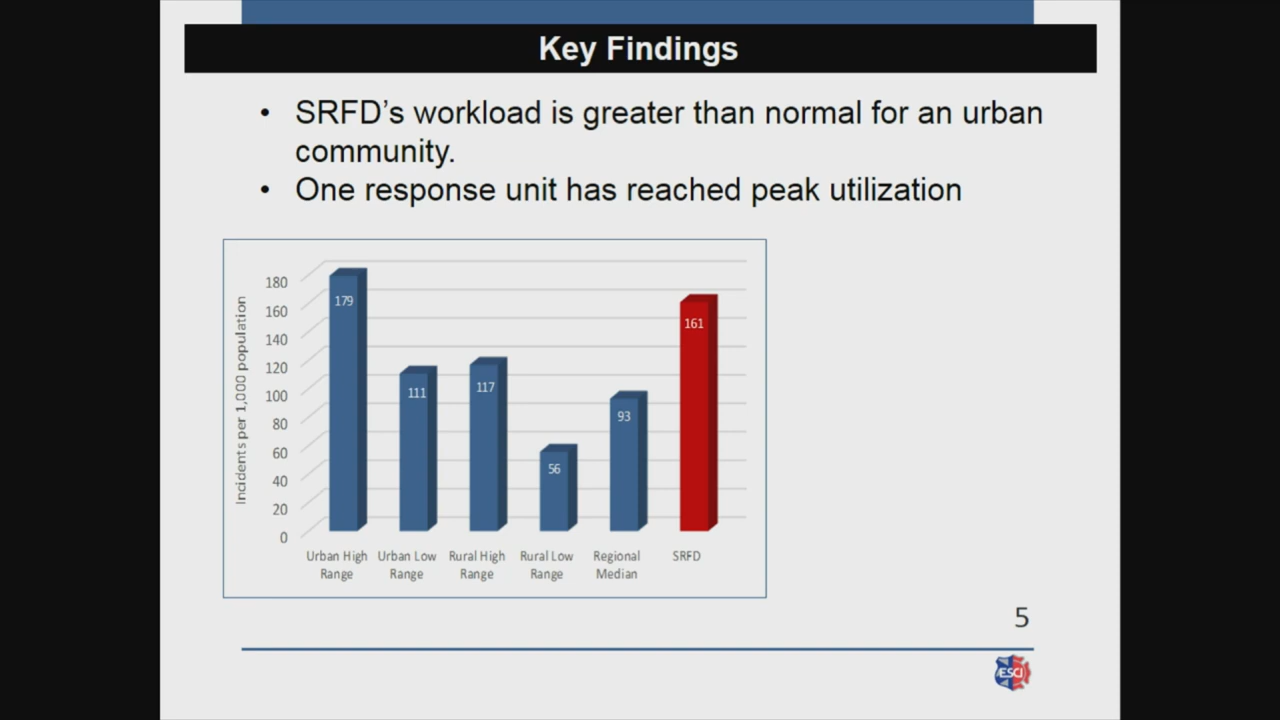 Key Findings
• SRFD's workload is greater than normal for an urban
community.
• One response unit has reached peak utilization
Incidents per 1,000 population
180
160
140
120
100
80
60
40
20
0
179
111
117
56
93
161
Urban High
Range
Urban Low
Range
Rural High
Range
Rural Low
Range
Regional
Median
SRFD
5
ESCI